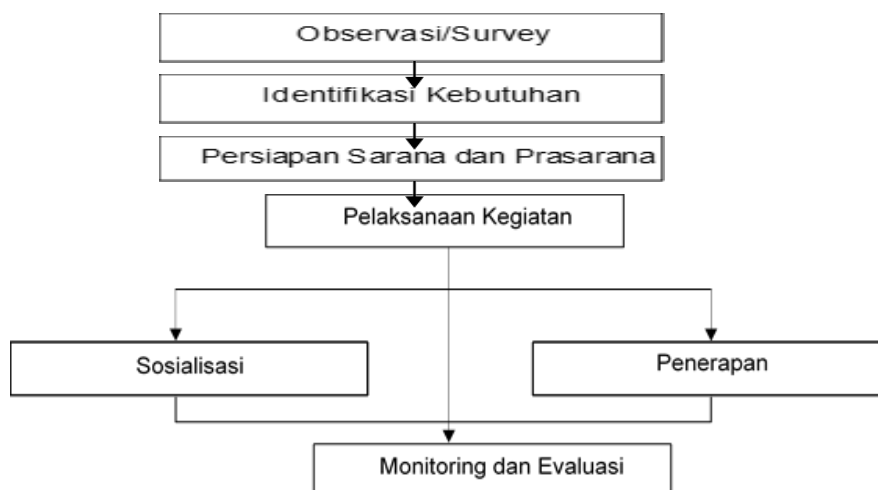 Observasi/Survey
Identifikasi Kebutuhan
Persiapan Sarana dan Prasarana
Pelaksanaan Kegiatan
Sosialisasi
Penerapan
Monitoring dan Evaluasi